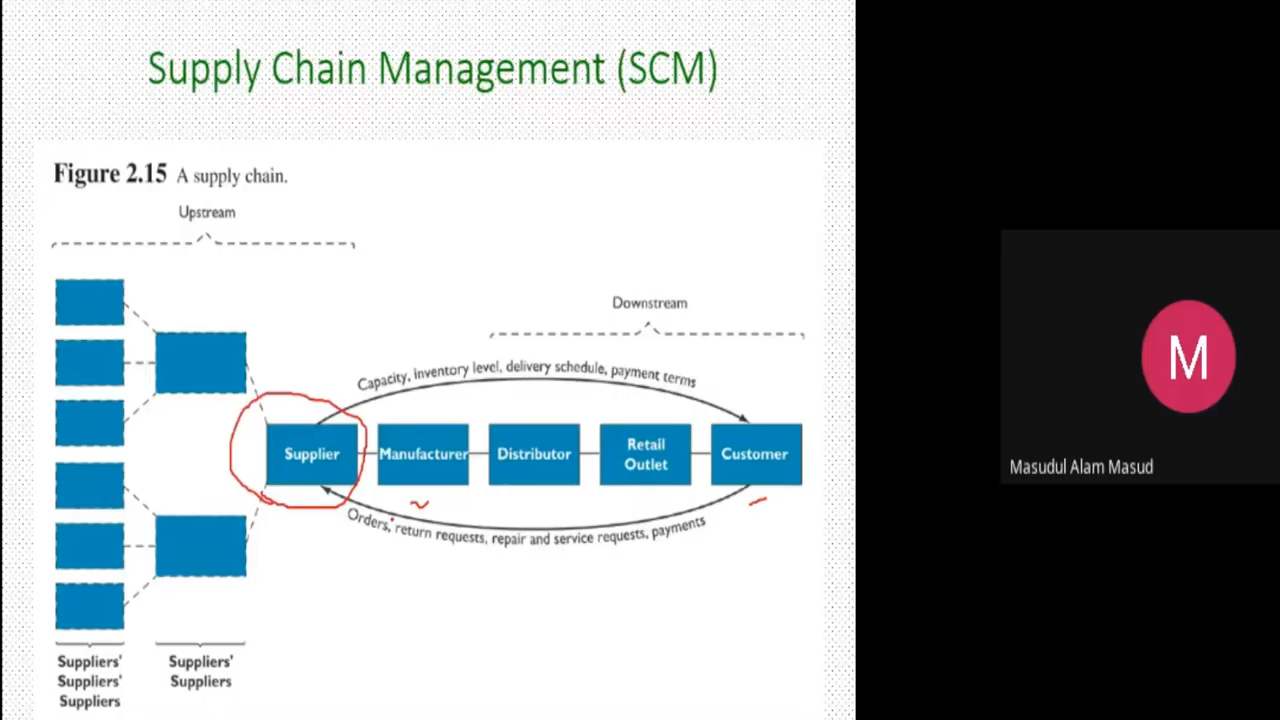 Supply Chain Management (SCM)
Figure 2.15 A supply chain.
Upstream
Downstream
Capacity, inventory level, delivery schedule, payment terms
Supplier
Manufacturer
Distributor
Retail
Outlet
Customer
Orders, return requests, repair and service requests, payments
Suppliers'
Suppliers'
Suppliers
Suppliers'
Suppliers
M
Masudul Alam Masud